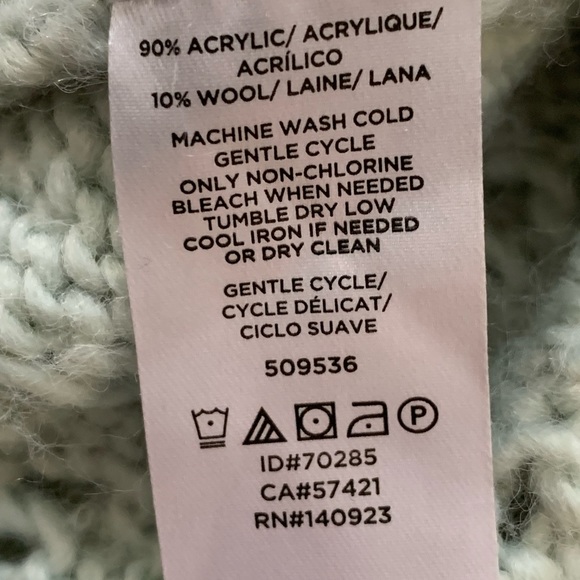 90% ACRYLIC/ ACRYLIQUE/
ACRÍLICO
10% WOOL/ LAINE/ LANA
MACHINE WASH COLD
GENTLE CYCLE
ONLY NON-CHLORINE
BLEACH WHEN NEEDED
TUMBLE DRY LOW
COOL IRON IF NEEDED
OR DRY CLEAN
GENTLE CYCLE/
CYCLE DÉLICAT/
CICLO SUAVE
509536
P
ID#70285
CA#57421
RN#140923